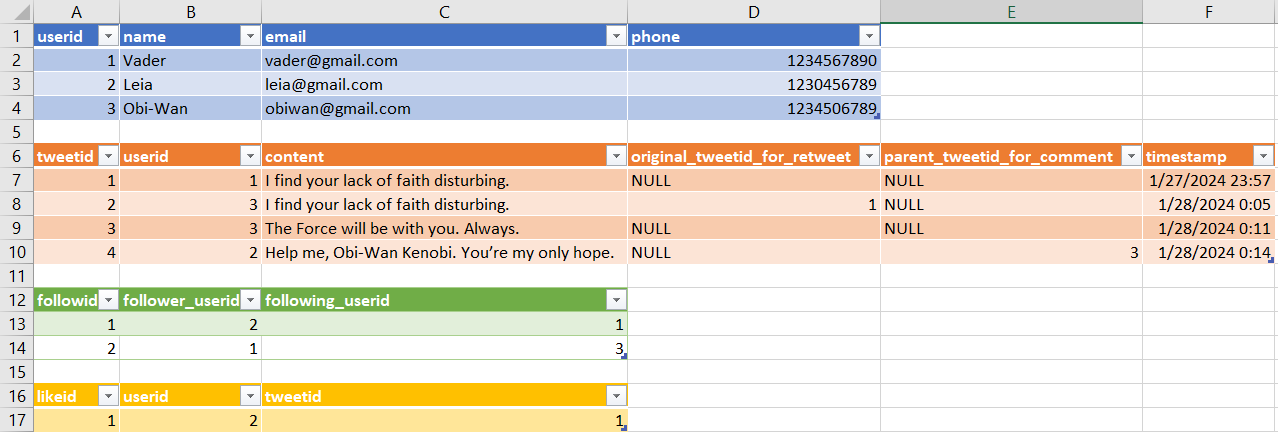 A B C D E F
1 userid name email phone
2 1 Vader vader@gmail.com 1234567890
3 2 Leia leia@gmail.com 1230456789
4 3 Obi-Wan obiwan@gmail.com 1234506789
5
6 tweetid userid content original_tweetid_for_retweet parent_tweetid_for_comment timestamp
7 1 1 I find your lack of faith disturbing. NULL NULL 1/27/2024 23:57
8 2 3 I find your lack of faith disturbing. 1 NULL 1/28/2024 0:05
9 3 3 The Force will be with you. Always. NULL NULL 1/28/2024 0:11
10 4 2 Help me, Obi-Wan Kenobi. You’re my only hope. NULL 3 1/28/2024 0:14
11
12 followid follower_userid following_userid
13 1 2 1
14 2 1 3
15
16 likeid userid tweetid
17 1 2 1